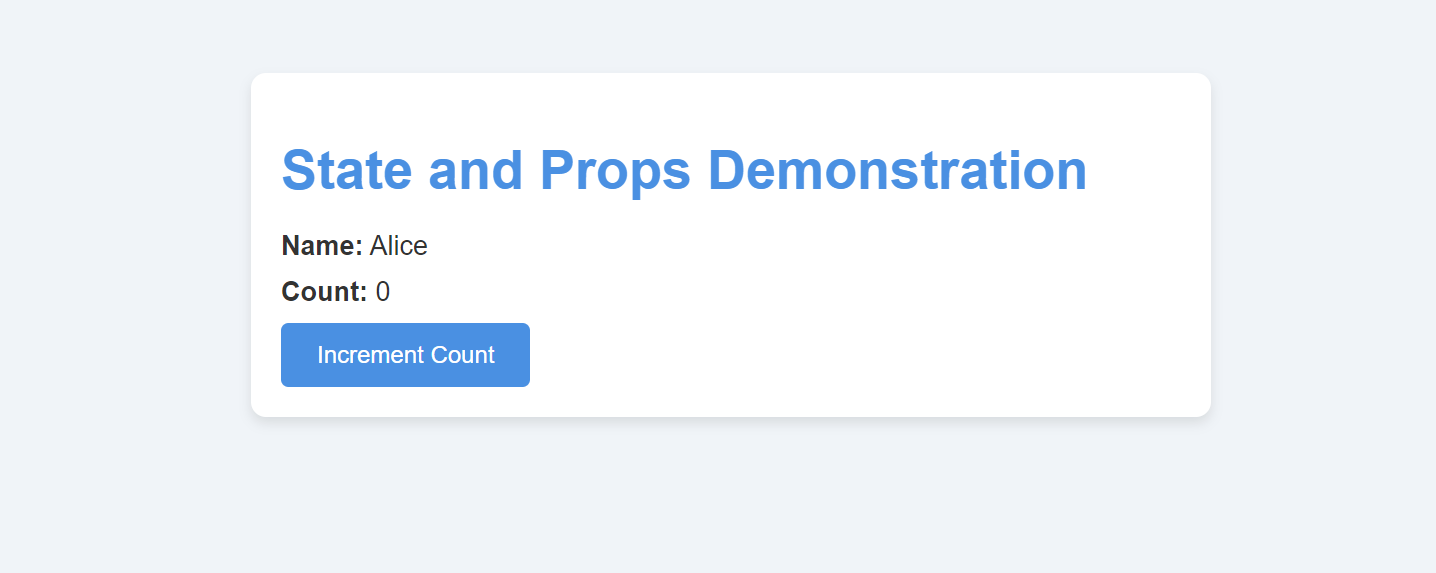 State and Props Demonstration
Name: Alice
Count: 0
Increment Count